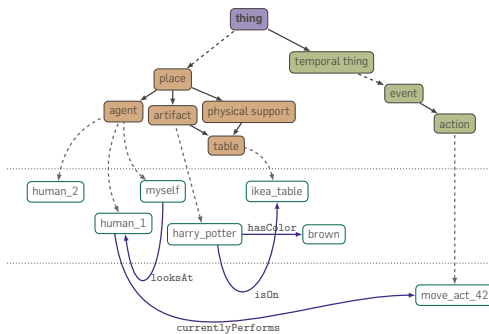 thing
temporal thing
place
event
agent
artifact
physical support
action
table
human_2
myself
ikea_table
human_1
harry_potter
hasColor
brown
looksAt
isOn
move_act_42
currentlyPerforms